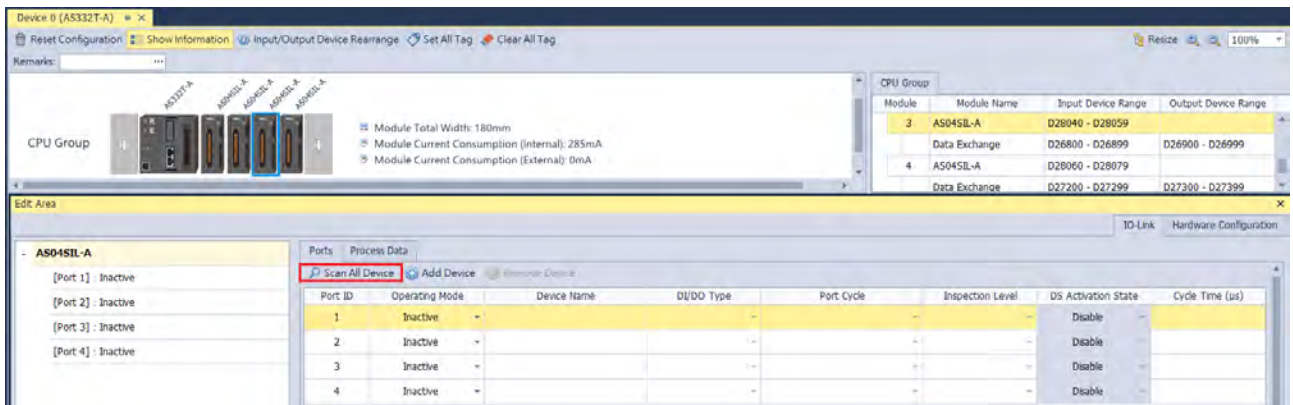 Device 0 (AS332T-A)
Reset Configuration Show Information Input/Output Device Rearrange Set All Tag Clear All Tag Resize 100%
Remarks: ...
AS332T-A AS04SIL-A AS04SIL-A AS04SIL-A AS04SIL-A
CPU Group
Module Total Width: 180mm
Module Current Consumption (Internal): 285mA
Module Current Consumption (External): 0mA
CPU Group
Module Module Name Input Device Range Output Device Range
3 AS04SIL-A D28040 - D28059
Data Exchange D26800 - D26899 D26900 - D26999
4 AS04SIL-A D28060 - D28079
Data Exchange D27200 - D27299 D27300 - D27399
Edit Area
IO-Link Hardware Configuration
- AS04SIL-A
[Port 1] : Inactive
[Port 2] : Inactive
[Port 3] : Inactive
[Port 4] : Inactive
Ports Process Data
Scan All Device Add Device Remove Device
Port ID Operating Mode Device Name DI/DO Type Port Cycle Inspection Level DS Activation State Cycle Time (µs)
1 Inactive Disable
2 Inactive Disable
3 Inactive Disable
4 Inactive Disable